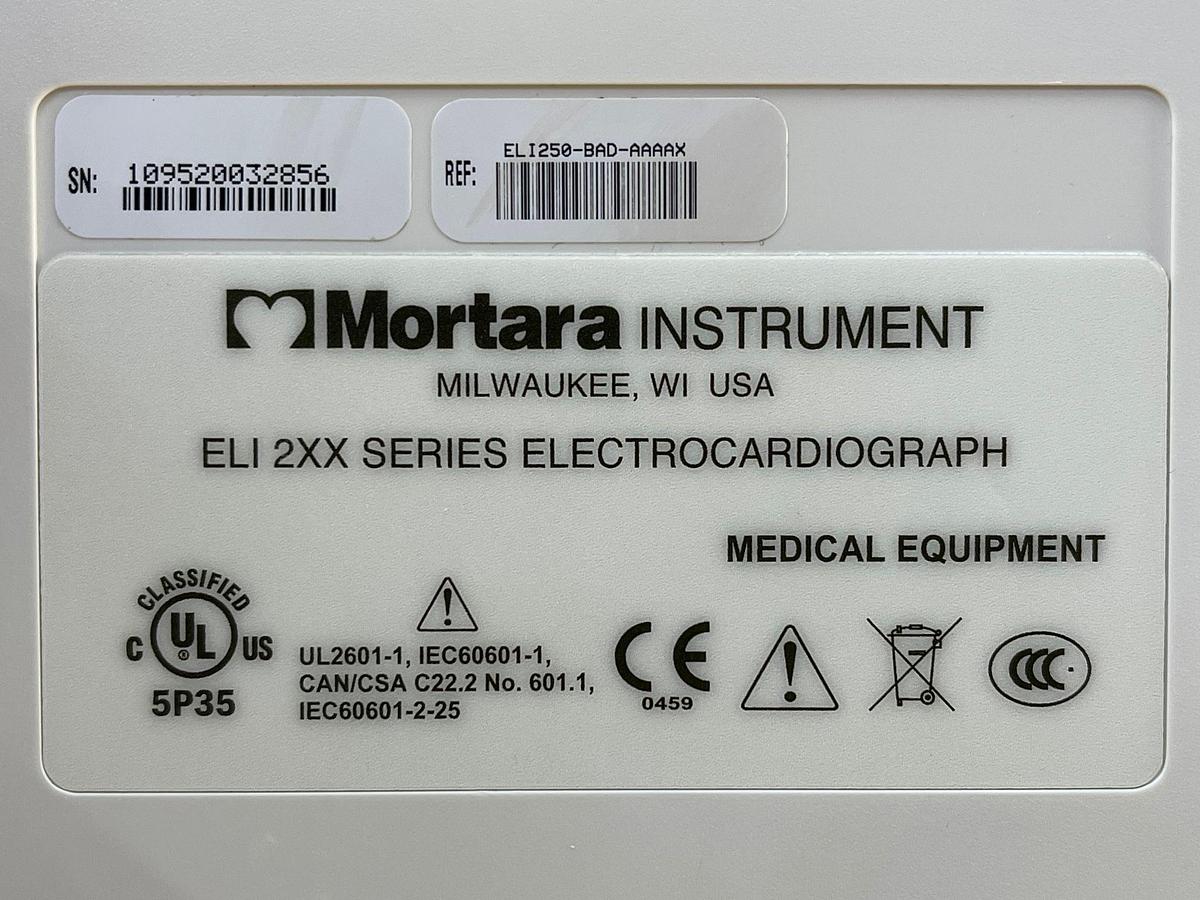 SN: 109520032856
REF: ELI250-BAD-AAAAX
Mortara INSTRUMENT
MILWAUKEE, WI USA
ELI 2XX SERIES ELECTROCARDIOGRAPH
MEDICAL EQUIPMENT
CLASSIFIED
C UL® US
5P35
UL2601-1, IEC60601-1,
CAN/CSA C22.2 No. 601.1,
IEC60601-2-25
CE
0459
CCC